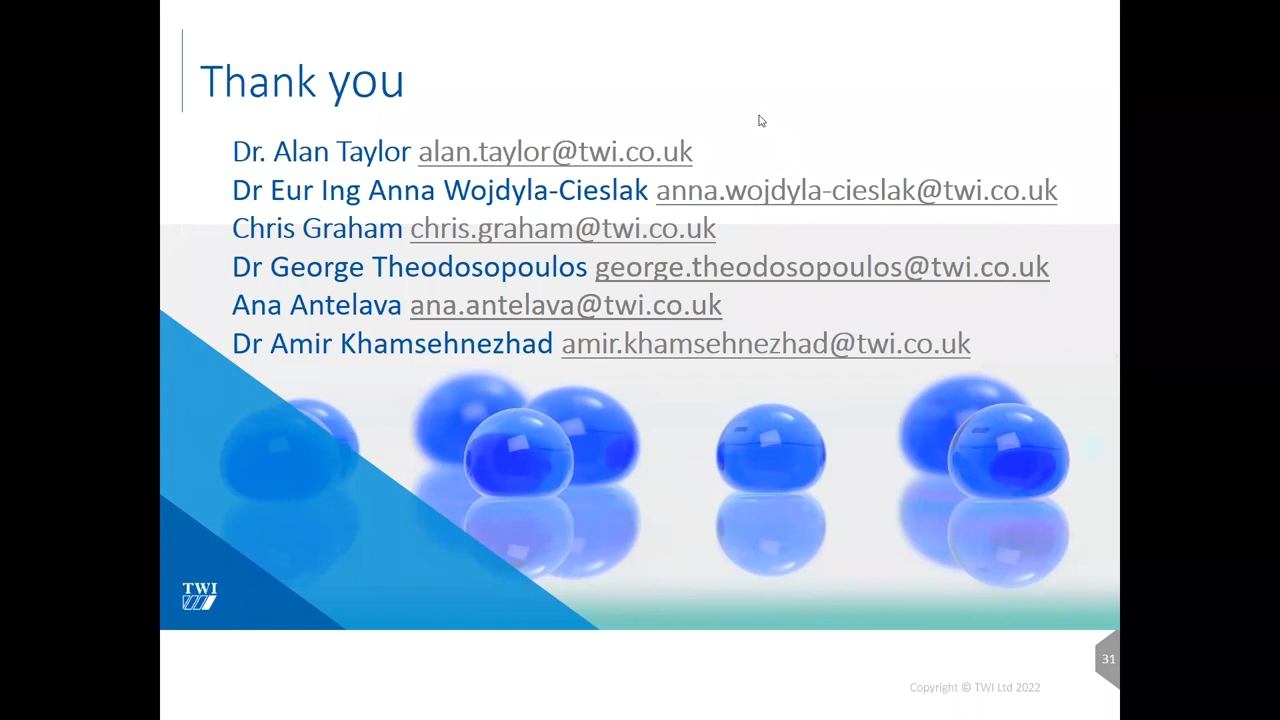 Thank you
Dr. Alan Taylor alan.taylor@twi.co.uk
Dr Eur Ing Anna Wojdyla-Cieslak anna.wojdyla-cieslak@twi.co.uk
Chris Graham chris.graham@twi.co.uk
Dr George Theodosopoulos george.theodosopoulos@twi.co.uk
Ana Antelava ana.antelava@twi.co.uk
Dr Amir Khamsehnezhad amir.khamsehnezhad@twi.co.uk
TWI
31
Copyright © TWI Ltd 2022